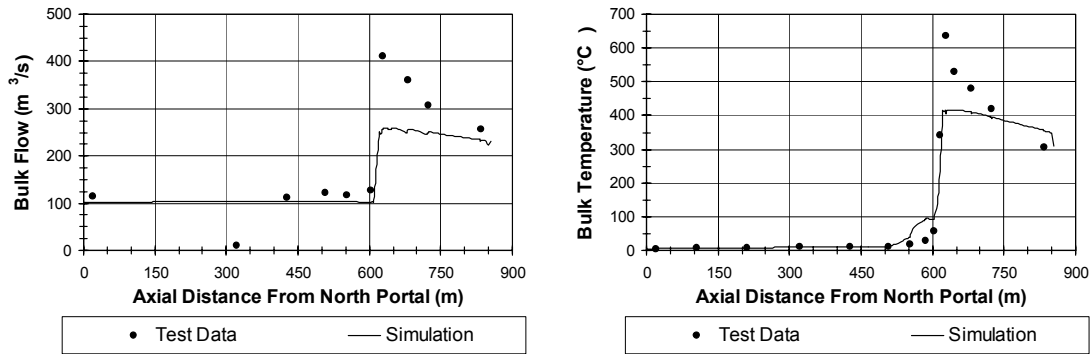 Bulk Flow (m ³/s)
500
400
300
200
100
0
0 150 300 450 600 750 900
Axial Distance From North Portal (m)
Test Data Simulation
Bulk Temperature (°C )
700
600
500
400
300
200
100
0
0 150 300 450 600 750 900
Axial Distance From North Portal (m)
Test Data Simulation